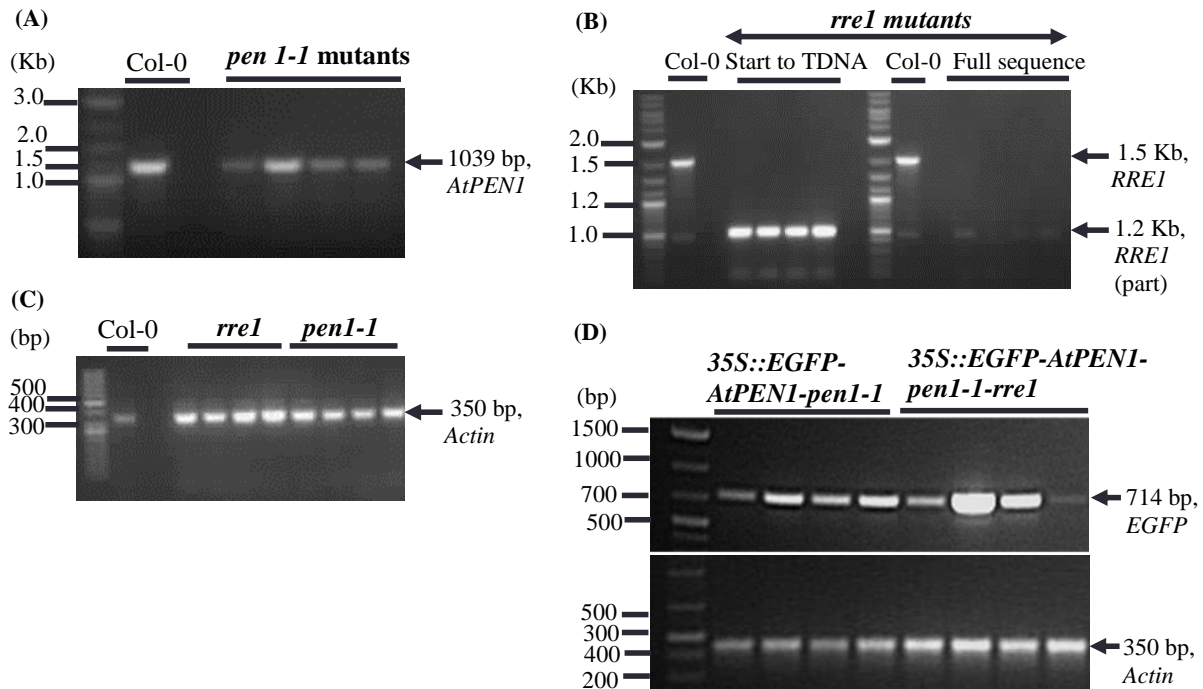 (A)
(Kb)
Col-0
pen 1-1 mutants
3.0
2.0
1.5
1.0
1039 bp,
AtPEN1
(B)
rre1 mutants
Col-0
Start to TDNA
Col-0
Full sequence
(Kb)
2.0
1.5
1.2
1.0
1.5 Kb,
RRE1
1.2 Kb,
RRE1
(part)
(C)
(bp)
Col-0
rre1
pen1-1
500
400
300
350 bp,
Actin
(D)
35S::EGFP-
AtPEN1-pen1-1
35S::EGFP-AtPEN1-
pen1-1-rre1
(bp)
1500
1000
700
500
714 bp,
EGFP
500
300
400
200
350 bp,
Actin